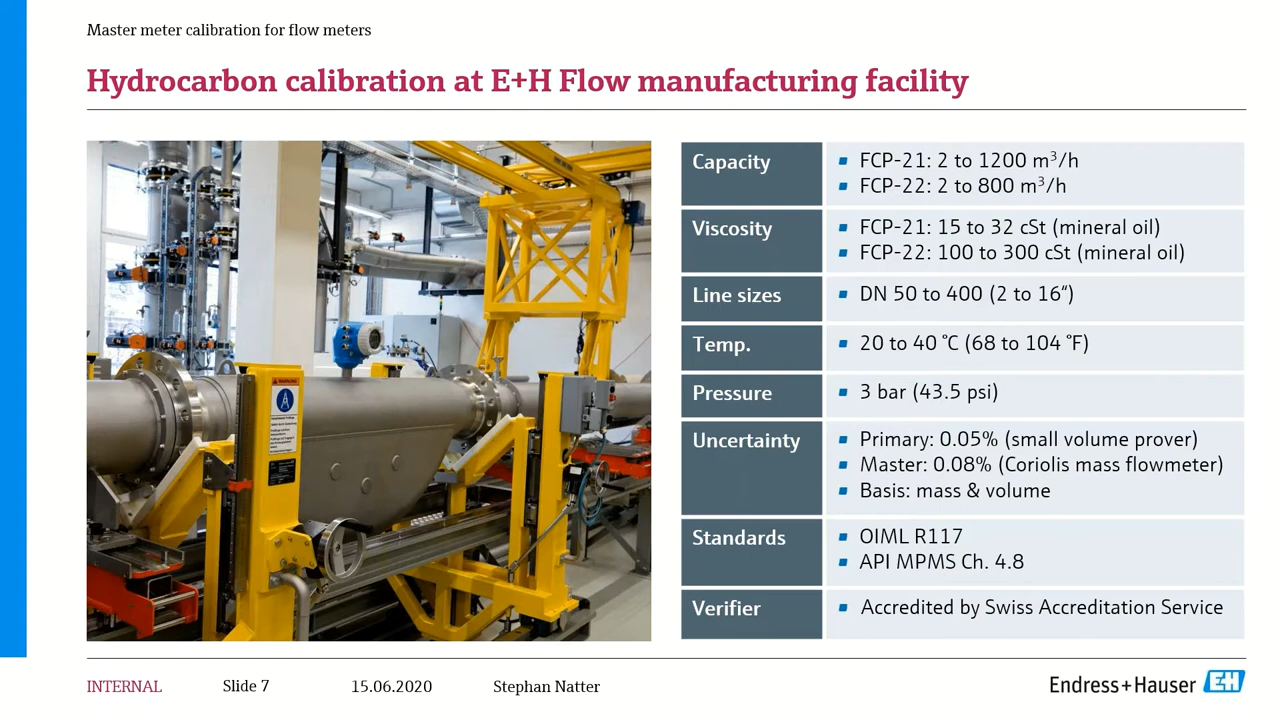 Master meter calibration for flow meters
Hydrocarbon calibration at E+H Flow manufacturing facility
WARNING
Capacity
▪ FCP-21: 2 to 1200 m³/h
▪ FCP-22: 2 to 800 m³/h
Viscosity
▪ FCP-21: 15 to 32 cSt (mineral oil)
▪ FCP-22: 100 to 300 cSt (mineral oil)
Line sizes
▪ DN 50 to 400 (2 to 16“)
Temp.
▪ 20 to 40 °C (68 to 104 °F)
Pressure
▪ 3 bar (43.5 psi)
Uncertainty
▪ Primary: 0.05% (small volume prover)
▪ Master: 0.08% (Coriolis mass flowmeter)
▪ Basis: mass & volume
Standards
▪ OIML R117
▪ API MPMS Ch. 4.8
Verifier
▪ Accredited by Swiss Accreditation Service
INTERNAL Slide 7 15.06.2020 Stephan Natter
Endress+Hauser EH